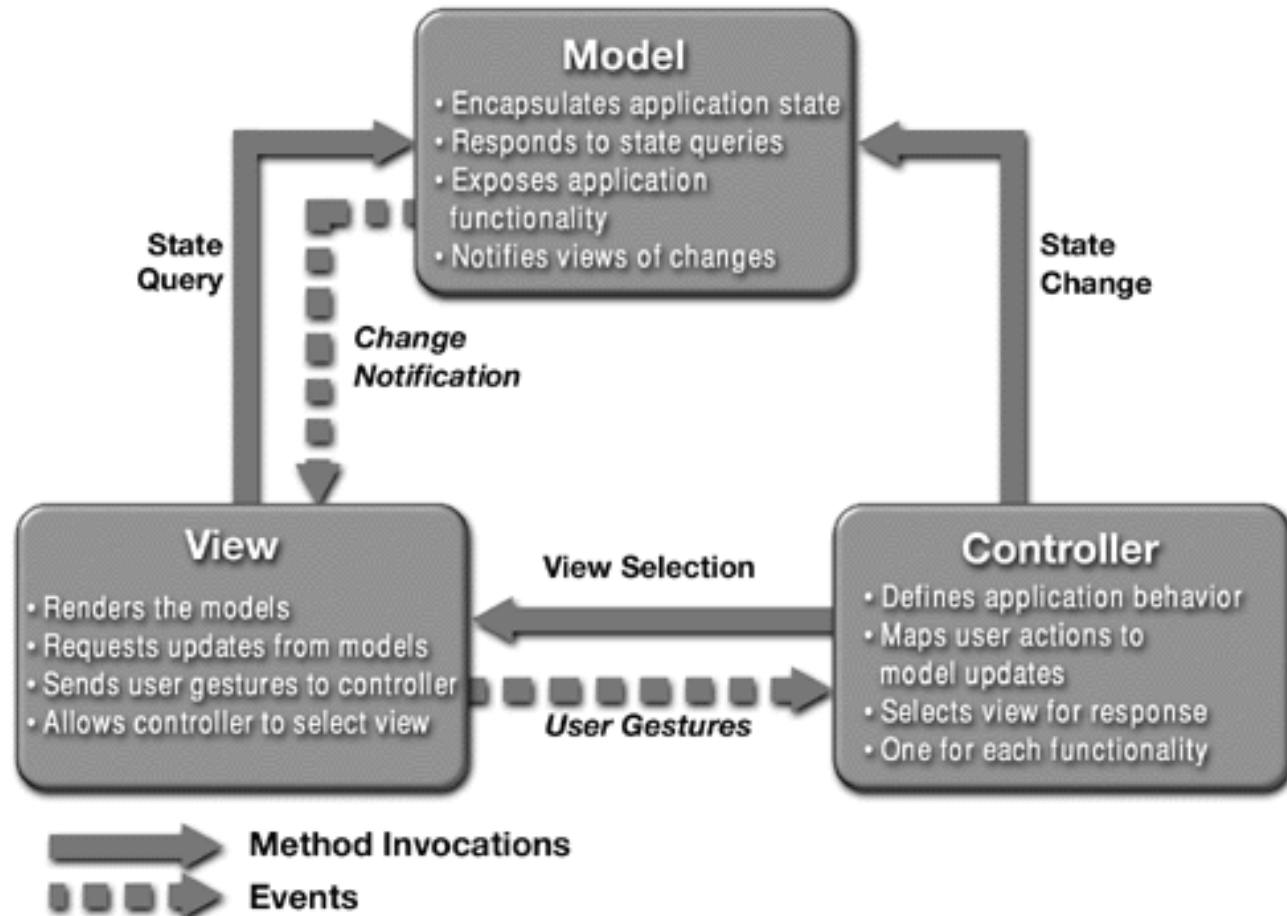 Model
• Encapsulates application state
• Responds to state queries
• Exposes application
functionality
• Notifies views of changes
State
Query
State
Change
Change
Notification
View
• Renders the models
• Requests updates from models
• Sends user gestures to controller
• Allows controller to select view
View Selection
User Gestures
Controller
• Defines application behavior
• Maps user actions to
model updates
• Selects view for response
• One for each functionality
Method Invocations
Events